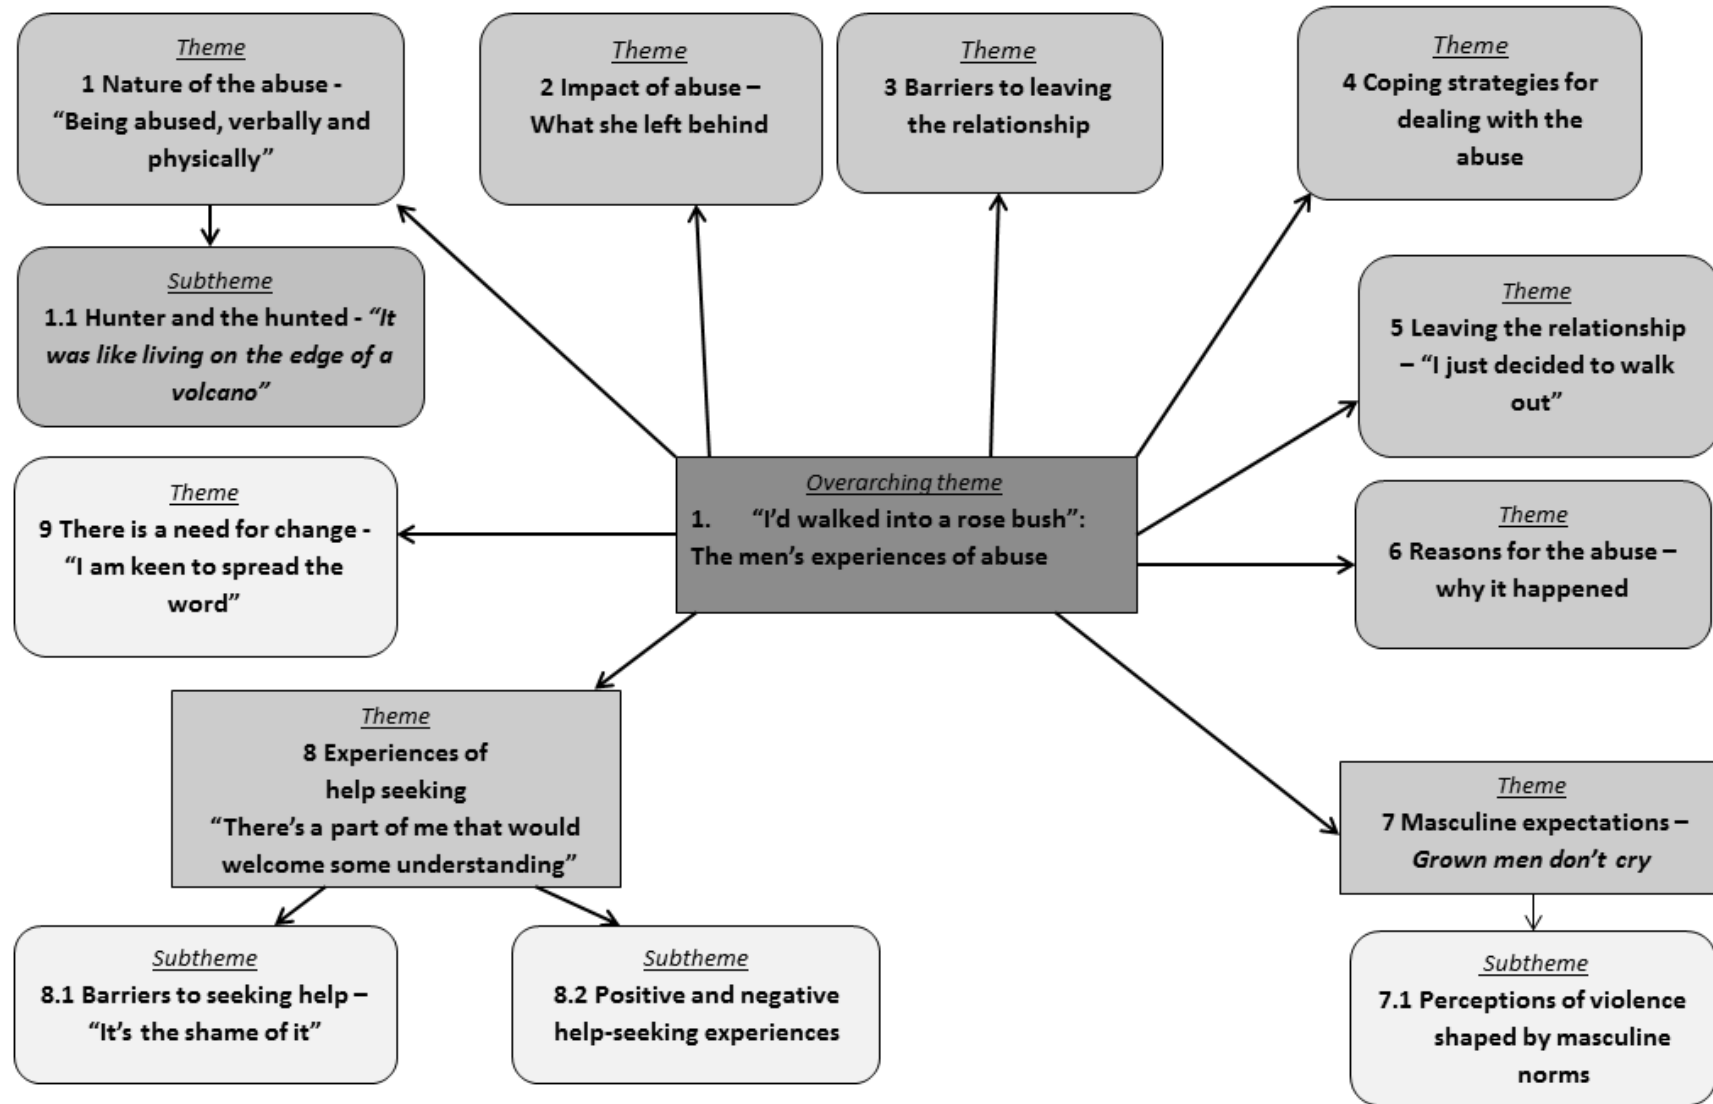 Theme
1 Nature of the abuse -
“Being abused, verbally and
physically”
Theme
2 Impact of abuse –
What she left behind
Theme
3 Barriers to leaving
the relationship
Theme
4 Coping strategies for
dealing with the
abuse
Subtheme
1.1 Hunter and the hunted - “It
was like living on the edge of a
volcano”
Theme
5 Leaving the relationship
– “I just decided to walk
out”
Theme
9 There is a need for change -
“I am keen to spread the
word”
Overarching theme
1. “I’d walked into a rose bush”:
The men’s experiences of abuse
Theme
6 Reasons for the abuse –
why it happened
Theme
8 Experiences of
help seeking
“There’s a part of me that would
welcome some understanding”
Theme
7 Masculine expectations –
Grown men don’t cry
Subtheme
8.1 Barriers to seeking help –
“It’s the shame of it”
Subtheme
8.2 Positive and negative
help-seeking experiences
Subtheme
7.1 Perceptions of violence
shaped by masculine
norms